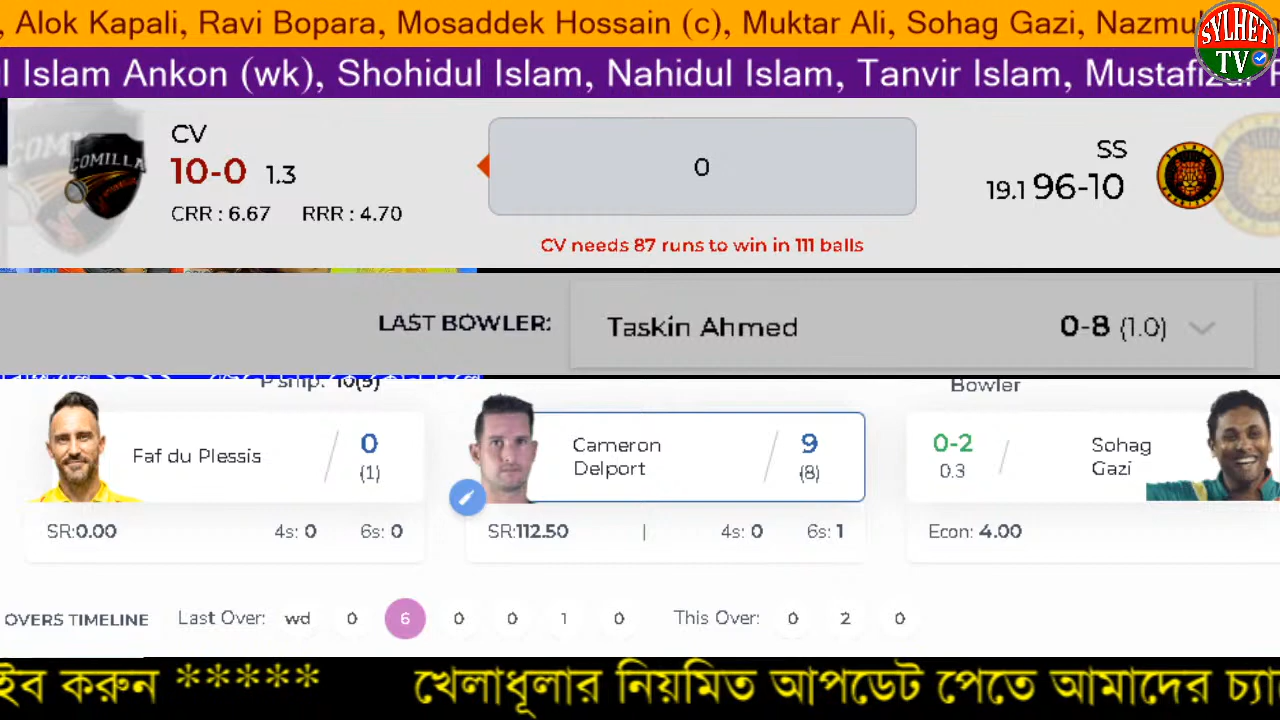 , Alok Kapali, Ravi Bopara, Mosaddek Hossain (c), Muktar Ali, Sohag Gazi,
SYLHET
TV
Islam Ankon (wk), Shohidul Islam, Nahidul Islam, Tanvir Islam,
COMILLA
CV
10-0 1.3
CRR : 6.67 RRR : 4.70
0
SS
19.1 96-10
CV needs 87 runs to win in 111 balls
LAST BOWLER: Taskin Ahmed 0-8 (1.0)
P'ship: 10(9)
Bowler
Faf du Plessis 0 (1)
Cameron Delport 9 (8)
0-2 0.3 Sohag Gazi
SR:0.00 4s: 0 6s: 0
SR:112.50 | 4s: 0 6s: 1
Econ: 4.00
OVERS TIMELINE Last Over: wd 0 6 0 0 1 0 This Over: 0 2 0
করুন ***** খেলাধূলার নিয়মিত আপডেট পেতে আমাদের